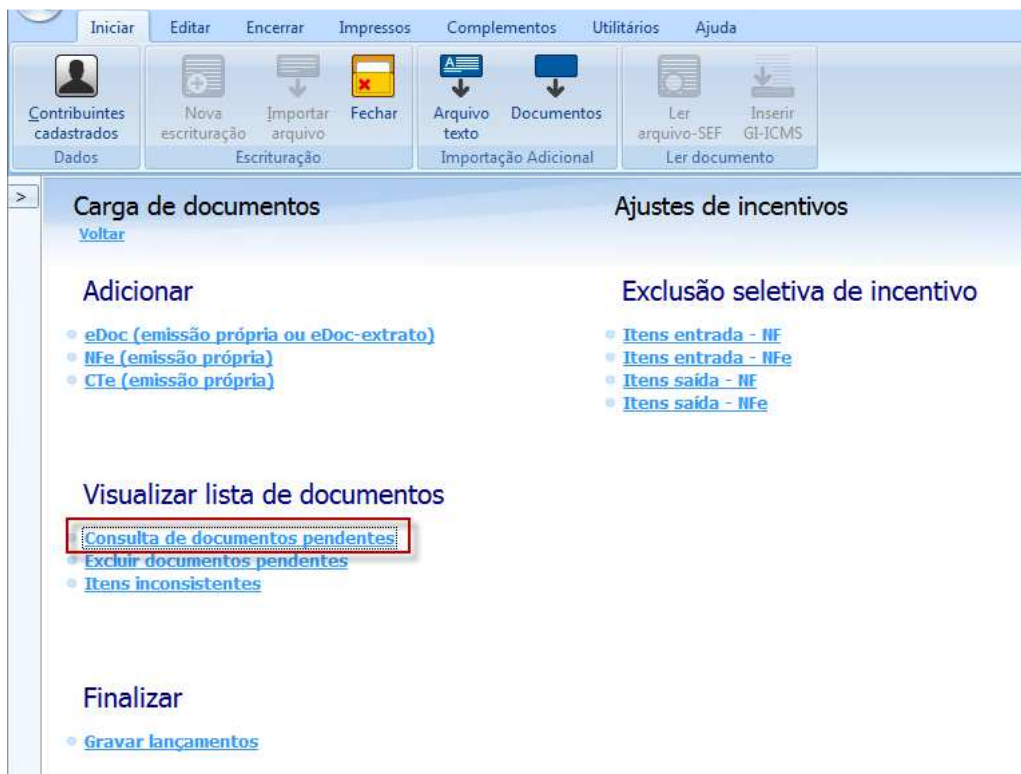 Iniciar Editar Encerrar Impressos Complementos Utilitários Ajuda
Contribuintes cadastrados
Nova escrituração
Importar arquivo
Fechar
Arquivo texto
Documentos
Ler arquivo-SEF
Inserir GI-ICMS
Dados Escrituração Importação Adicional Ler documento
>
Carga de documentos
Voltar
Ajustes de incentivos
Adicionar
eDoc (emissão própria ou eDoc-extrato)
NFe (emissão própria)
CTe (emissão própria)
Exclusão seletiva de incentivo
Itens entrada - NF
Itens entrada - NFe
Itens saída - NF
Itens saída - NFe
Visualizar lista de documentos
Consulta de documentos pendentes
Excluir documentos pendentes
Itens inconsistentes
Finalizar
Gravar lançamentos